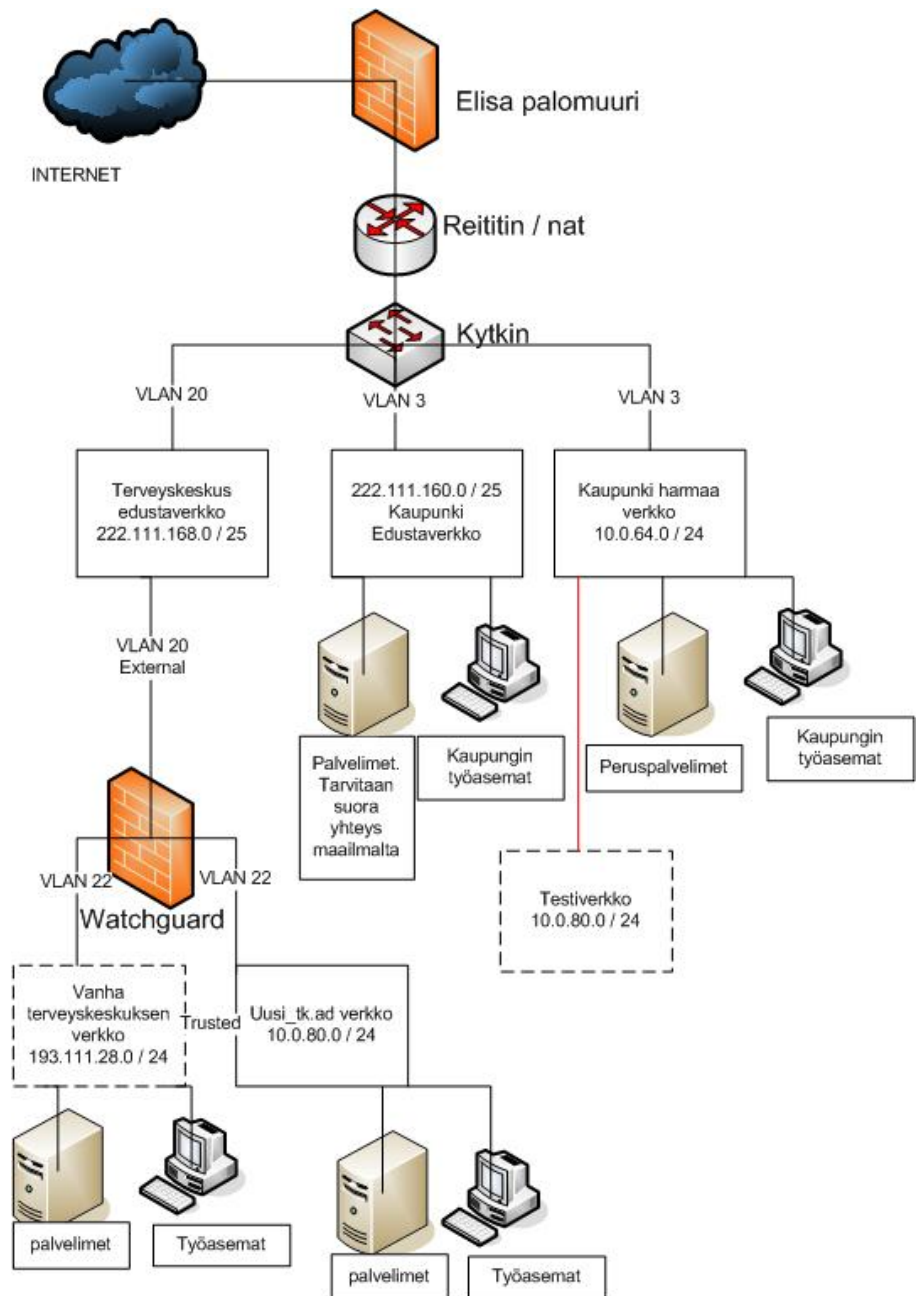 Elisa palomuuri
INTERNET
Reititin / nat
Kytkin
VLAN 20
VLAN 3
VLAN 3
Terveyskeskus
edustaverkko
222.111.168.0 / 25
222.111.160.0 / 25
Kaupunki
Edustaverkko
Kaupunki harmaa
verkko
10.0.64.0 / 24
VLAN 20
External
Palvelimet.
Tarvitaan
suora
yhteys
maailmalta
Kaupungin
työasemat
Peruspalvelimet
Kaupungin
työasemat
VLAN 22
VLAN 22
Watchguard
Testiverkko
10.0.80.0 / 24
Vanha
terveyskeskuksen
verkko
193.111.28.0 / 24
Trusted
Uusi_tk.ad verkko
10.0.80.0 / 24
palvelimet
Työasemat
palvelimet
Työasemat